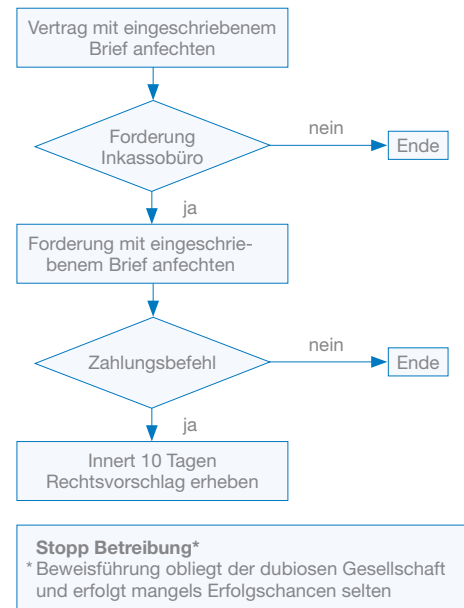 Vertrag mit eingeschriebenem
Brief anfechten
Forderung
Inkassobüro
nein
Ende
ja
Forderung mit eingeschrie-
benem Brief anfechten
Zahlungsbefehl
nein
Ende
ja
Innert 10 Tagen
Rechtsvorschlag erheben
Stopp Betreibung*
* Beweisführung obliegt der dubiosen Gesellschaft
und erfolgt mangels Erfolgschancen selten